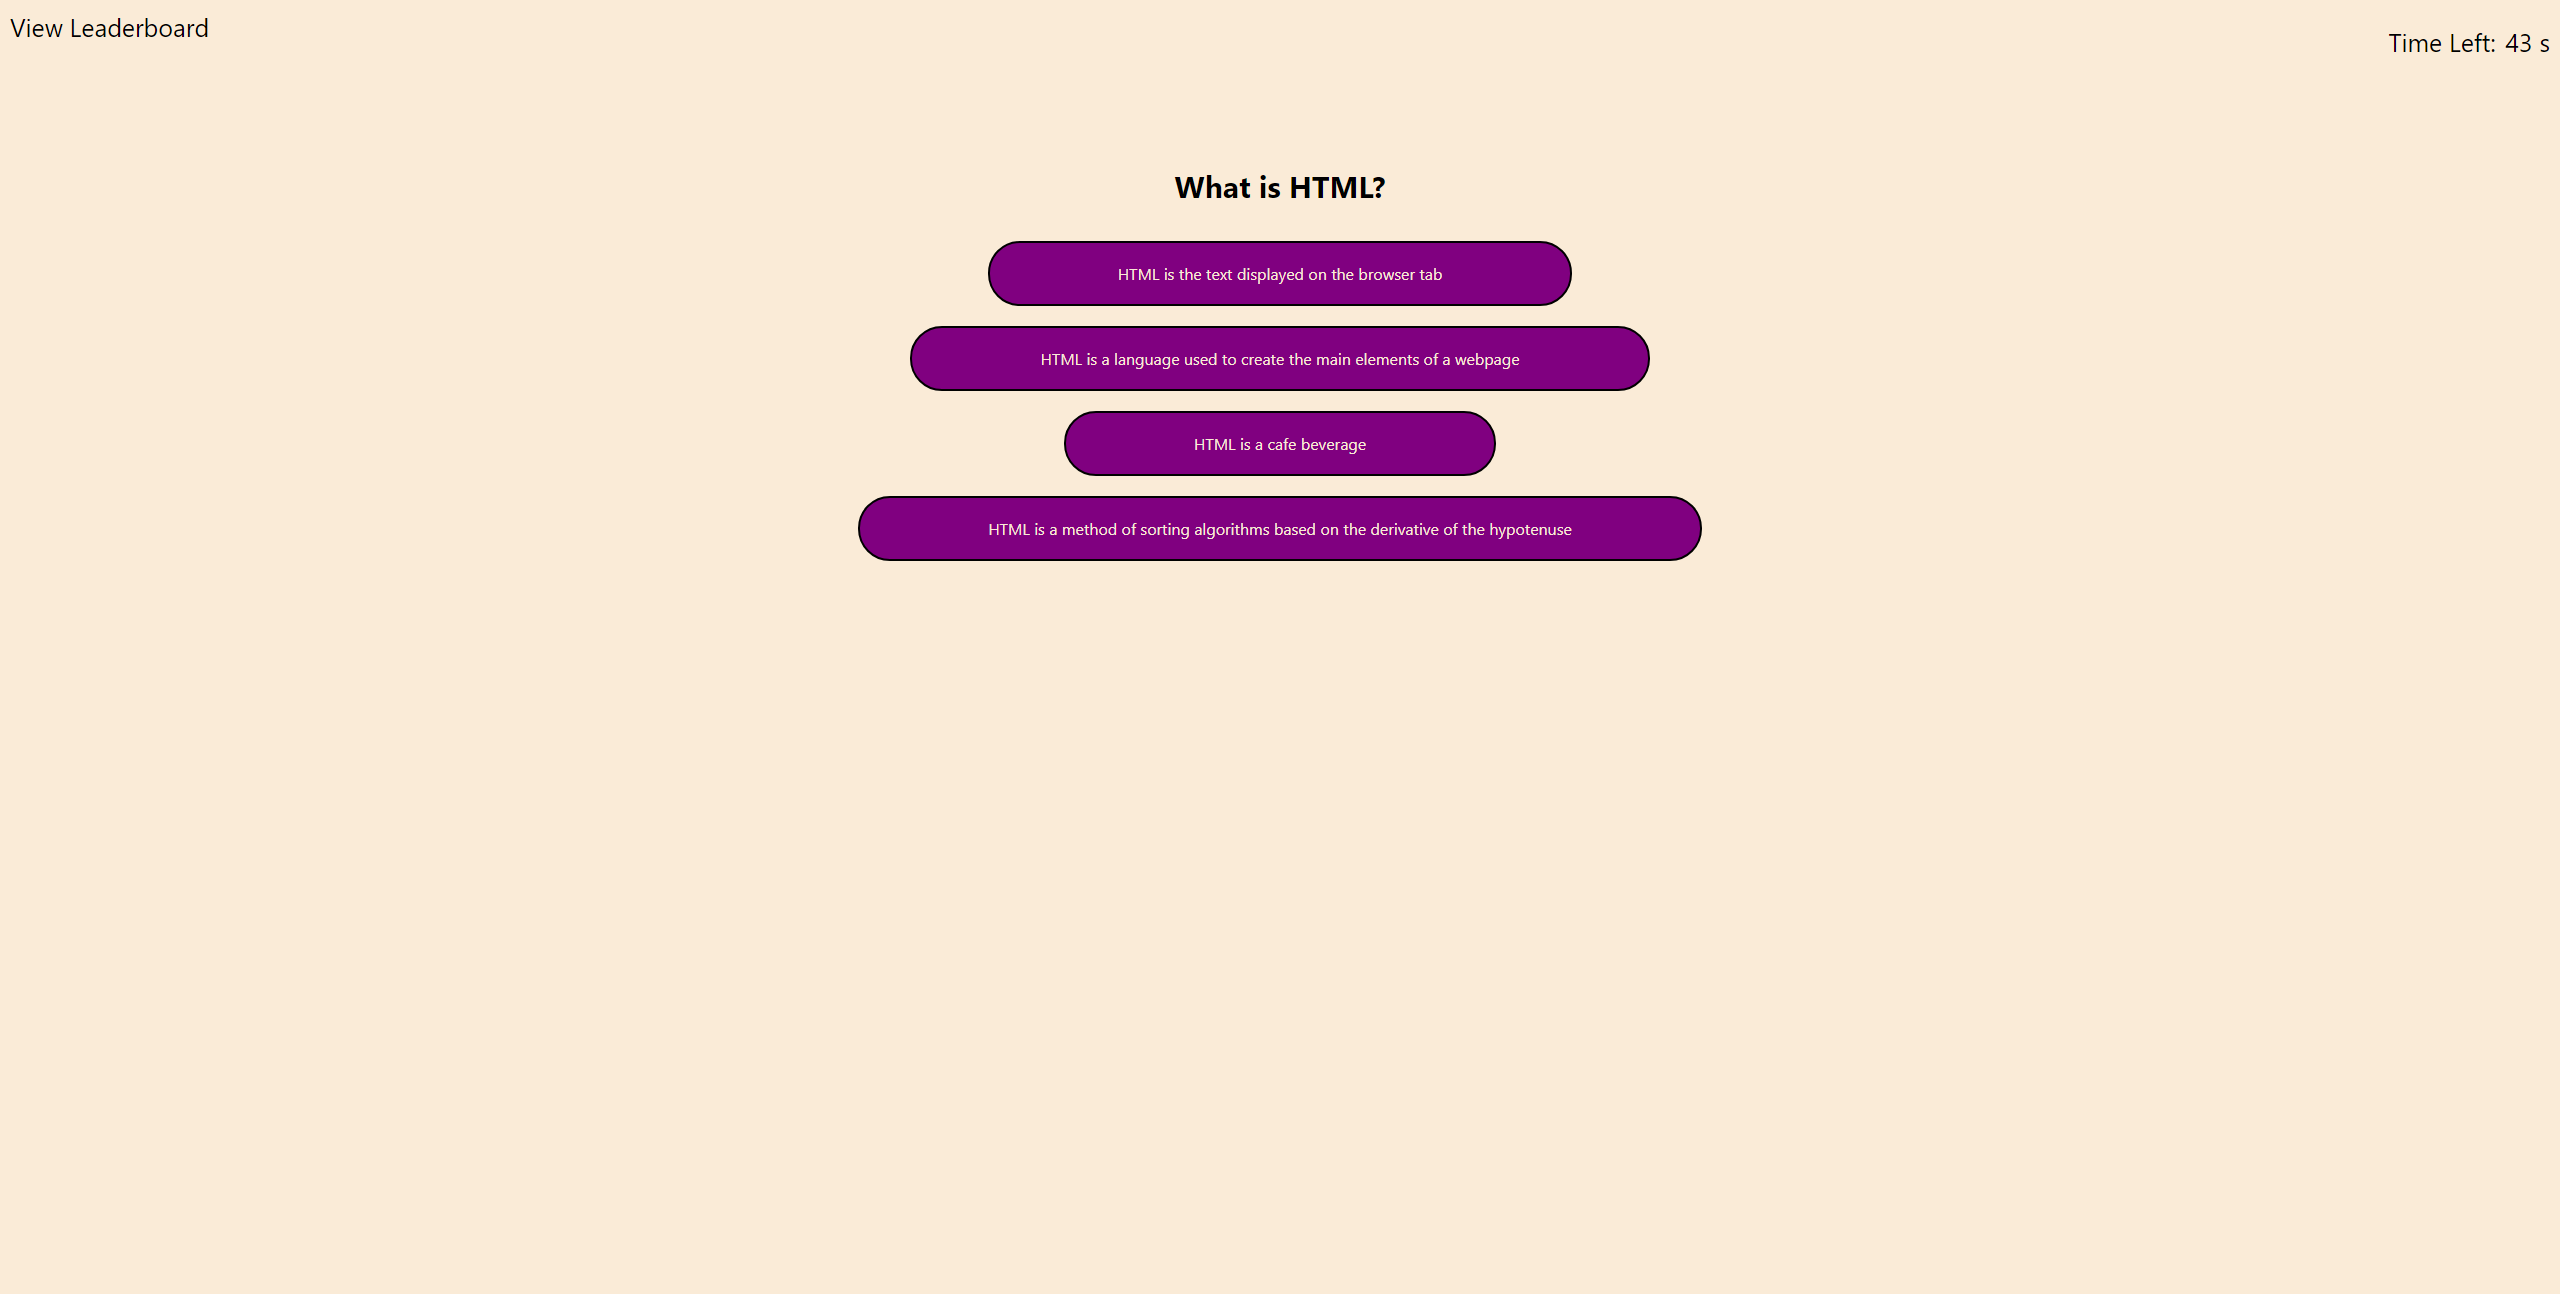 View Leaderboard
Time Left: 43 s
What is HTML?
HTML is the text displayed on the browser tab
HTML is a language used to create the main elements of a webpage
HTML is a cafe beverage
HTML is a method of sorting algorithms based on the derivative of the hypotenuse